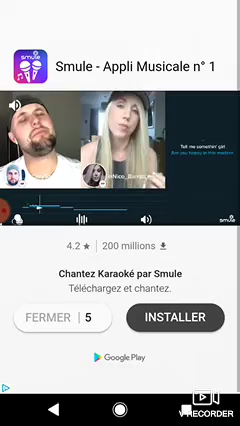 smule
Smule - Appli Musicale n° 1
Tell me somethin' girl
Are you happy in this modern
smule
4.2 ★ | 200 millions
Chantez Karaoké par Smule
Téléchargez et chantez.
FERMER | 5
INSTALLER
Google Play
V RECORDER